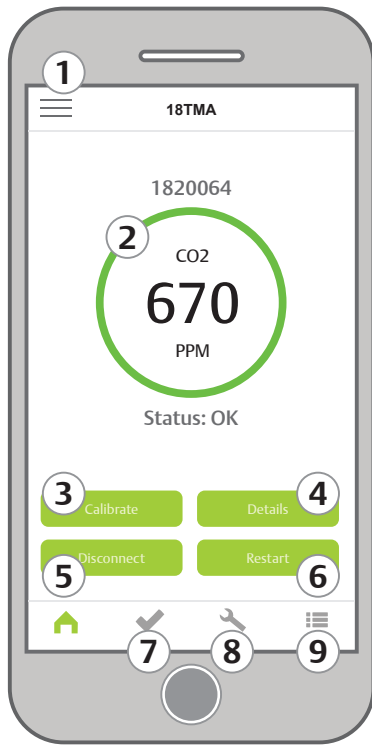 1
18TMA
1820064
2
CO2
670
PPM
Status: OK
3 4
Calibrate Details
Disconnect Restart
5 6
7 8 9